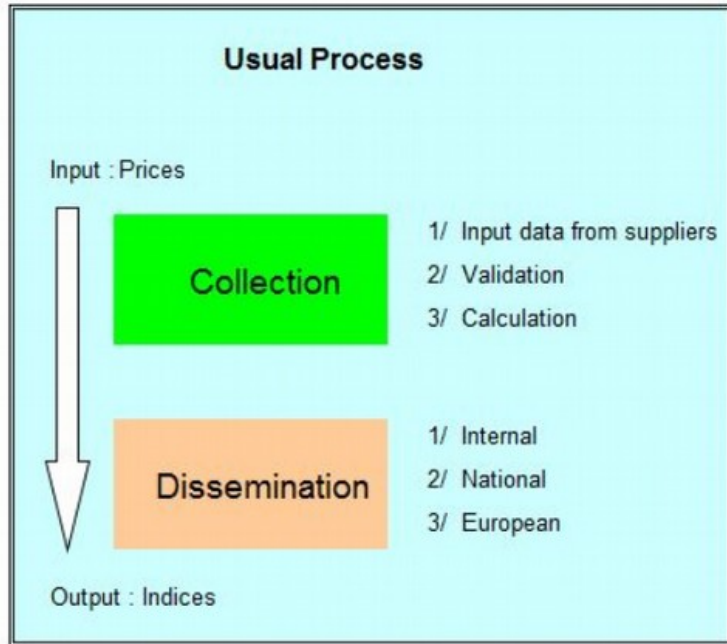 Usual Process
Input : Prices
Collection
1/ Input data from suppliers
2/ Validation
3/ Calculation
Dissemination
1/ Internal
2/ National
3/ European
Output : Indices